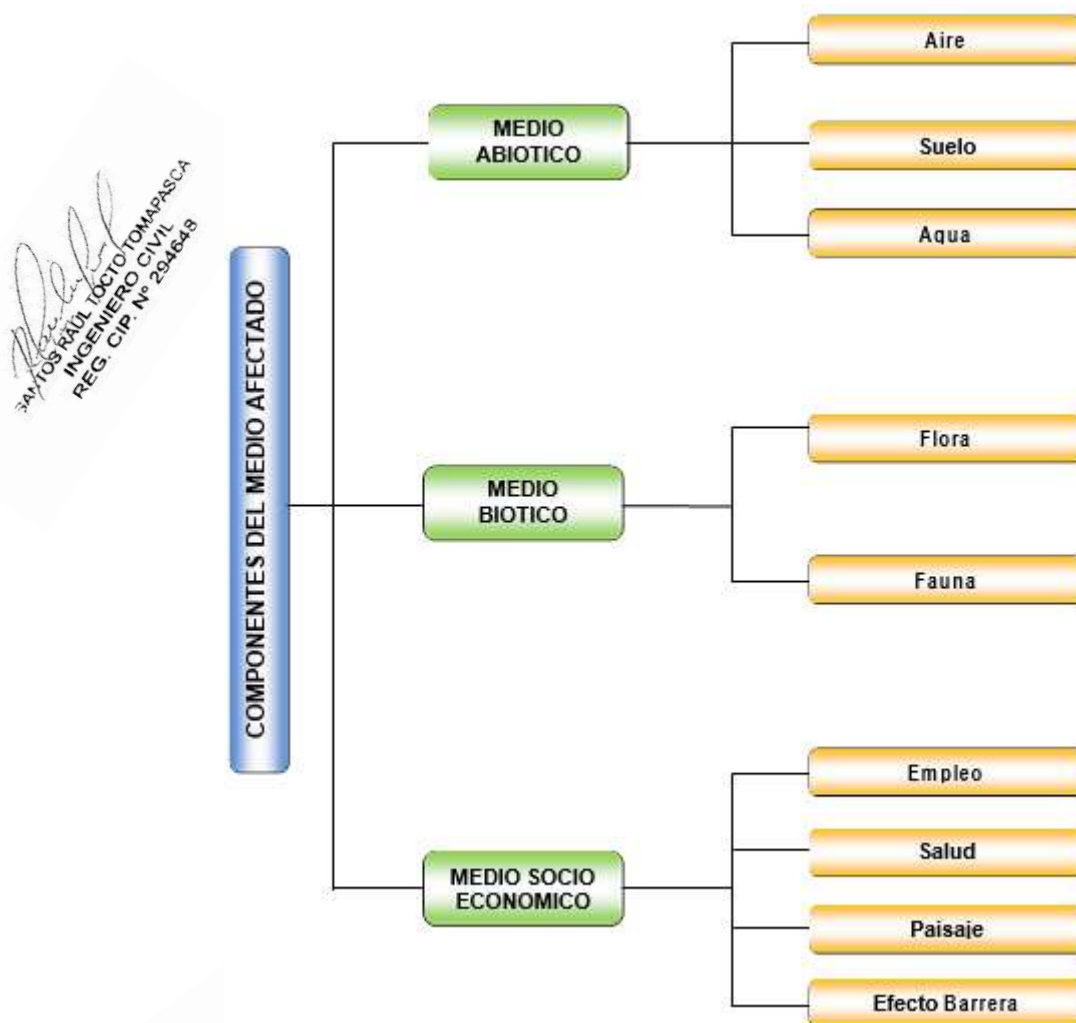 SANTOS RAÚL TOCTO TOMAPASCA
INGENIERO CIVIL
REG. CIP. Nº 294648
COMPONENTES DEL MEDIO AFECTADO
MEDIO
ABIOTICO
Aire
Suelo
Aqua
MEDIO
BIOTICO
Flora
Fauna
MEDIO SOCIO
ECONOMICO
Empleo
Salud
Paisaje
Efecto Barrera